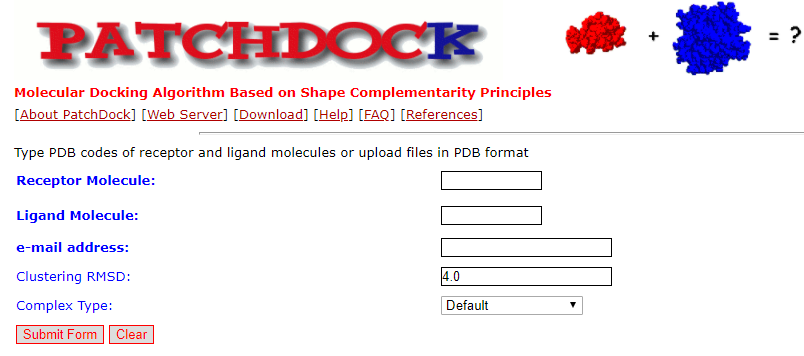 PATCHDOCK + = ?
Molecular Docking Algorithm Based on Shape Complementarity Principles
[About PatchDock] [Web Server] [Download] [Help] [FAQ] [References]
Type PDB codes of receptor and ligand molecules or upload files in PDB format
Receptor Molecule:
Ligand Molecule:
e-mail address:
Clustering RMSD: 4.0
Complex Type: Default
Submit Form Clear